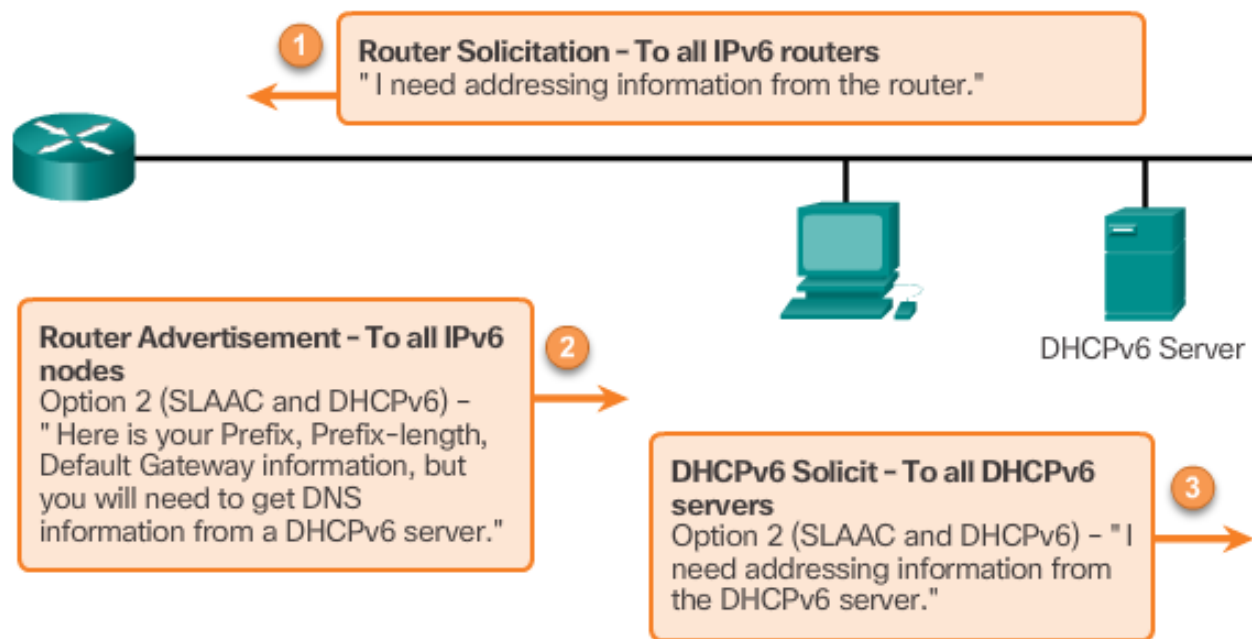 1
Router Solicitation – To all IPv6 routers
" I need addressing information from the router."
DHCPv6 Server
Router Advertisement – To all IPv6
nodes
Option 2 (SLAAC and DHCPv6) –
" Here is your Prefix, Prefix-length,
Default Gateway information, but
you will need to get DNS
information from a DHCPv6 server."
2
DHCPv6 Solicit – To all DHCPv6
servers
Option 2 (SLAAC and DHCPv6) – " I
need addressing information from
the DHCPv6 server."
3